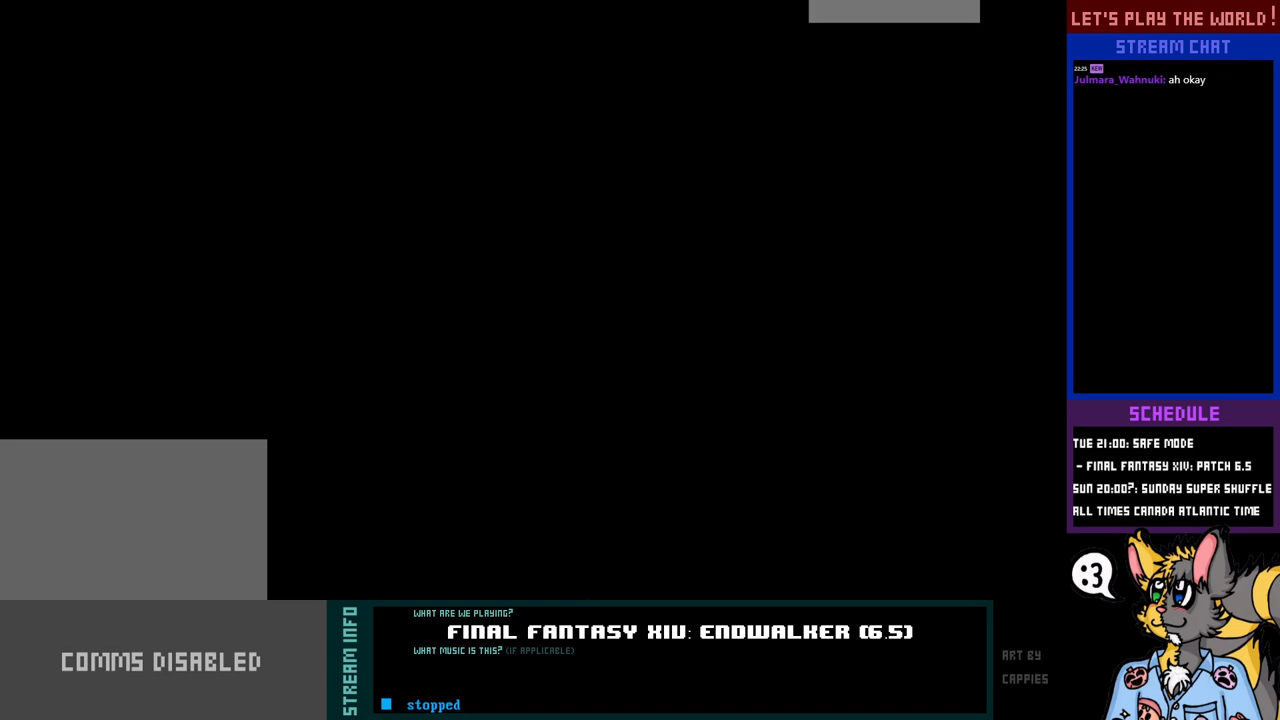 LET'S PLAY THE WORLD!
STREAM CHAT
22:25 NEW
Julmara_Wahnuki: ah okay
SCHEDULE
TUE 21:00: SAFE MODE
- FINAL FANTASY XIV: PATCH 6.5
SUN 20:00?: SUNDAY SUPER SHUFFLE
ALL TIMES CANADA ATLANTIC TIME
:3
COMMS DISABLED
STREAM INFO
WHAT ARE WE PLAYING?
FINAL FANTASY XIV: ENDWALKER (6.5)
WHAT MUSIC IS THIS? (IF APPLICABLE)
stopped
ART BY
CAPPIES